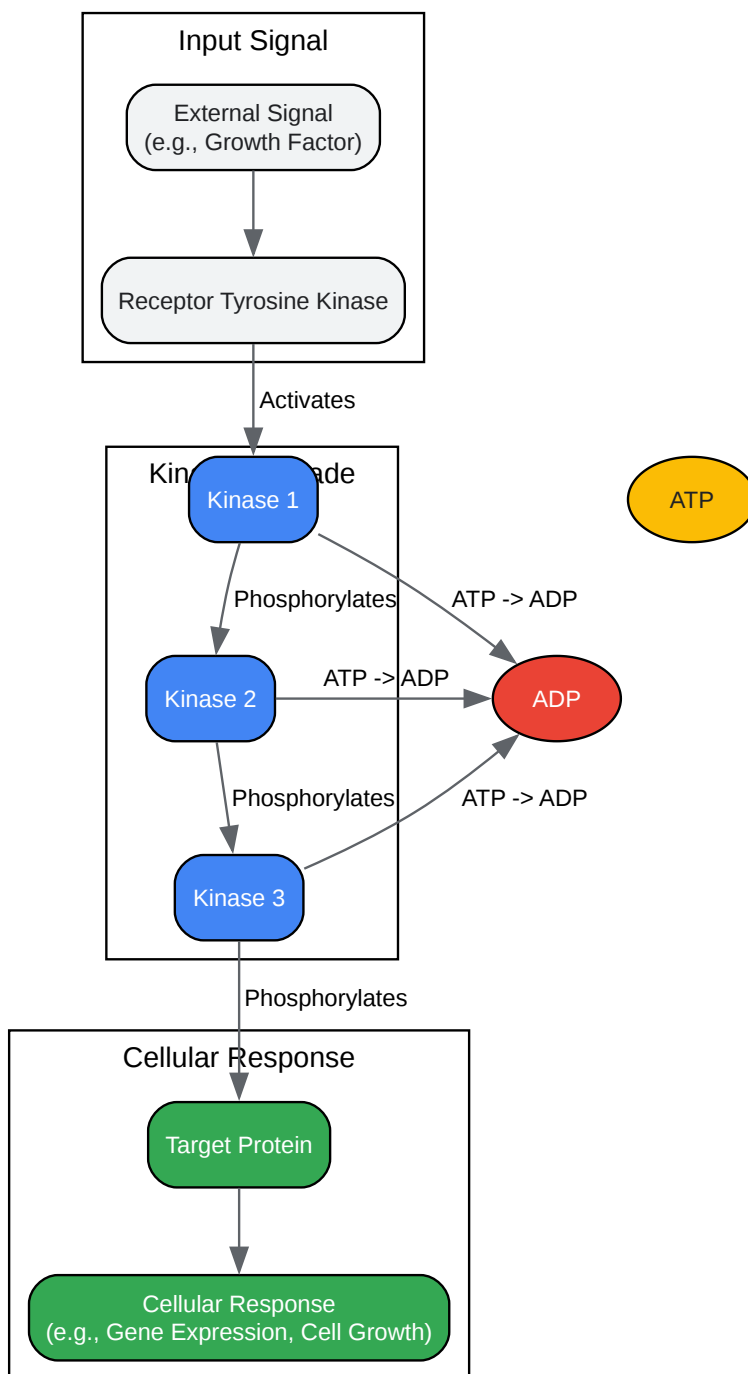 Input Signal
External Signal
(e.g., Growth Factor)
Receptor Tyrosine Kinase
Activates
Kinase 1
ATP
Phosphorylates
ATP -> ADP
Kinase 2
ATP -> ADP
ADP
Phosphorylates
ATP -> ADP
Kinase 3
Phosphorylates
Cellular Response
Target Protein
Cellular Response
(e.g., Gene Expression, Cell Growth)